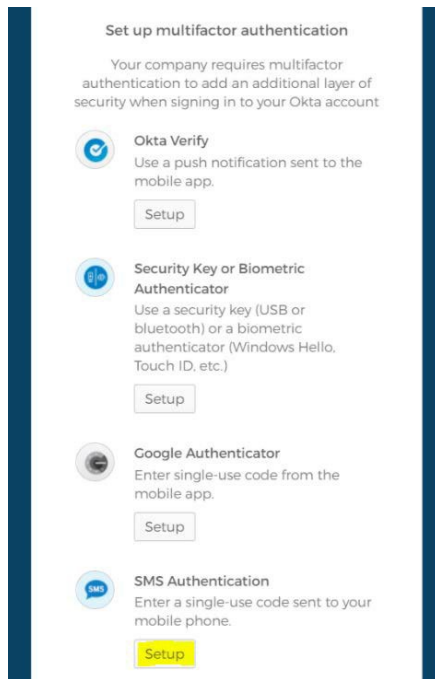 Set up multifactor authentication
Your company requires multifactor
authentication to add an additional layer of
security when signing in to your Okta account
Okta Verify
Use a push notification sent to the
mobile app.
Setup
Security Key or Biometric
Authenticator
Use a security key (USB or
bluetooth) or a biometric
authenticator (Windows Hello,
Touch ID, etc.)
Setup
Google Authenticator
Enter single-use code from the
mobile app.
Setup
SMS
SMS Authentication
Enter a single-use code sent to your
mobile phone.
Setup